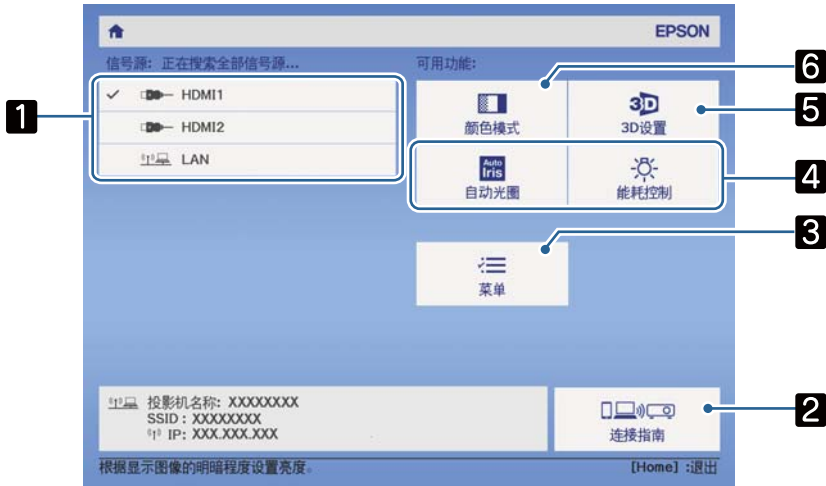 EPSON
信号源: 正在搜索全部信号源...
可用功能:
HDMI1
HDMI2
LAN
颜色模式
3D
3D设置
Auto
Iris
自动光圈
能耗控制
菜单
投影机名称: XXXXXXXX
SSID : XXXXXXXX
IP: XXX.XXX.XXX
连接指南
根据显示图像的明暗程度设置亮度。
[Home] :退出
1
6
5
4
3
2